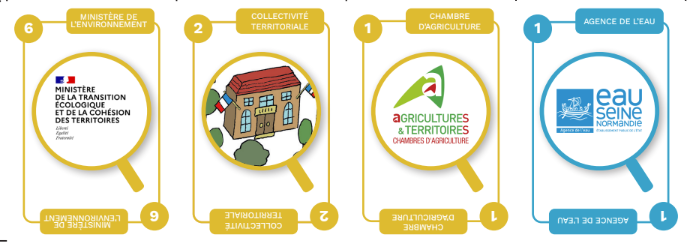 6
MINISTÈRE DE
L'ENVIRONNEMENT
MINISTÈRE
DE LA TRANSITION
ÉCOLOGIQUE
ET DE LA COHÉSION
DES TERRITOIRES
Liberté
Égalité
Fraternité
MINISTÈRE DE
L'ENVIRONNEMENT
6
2
COLLECTIVITÉ
TERRITORIALE
COLLECTIVITÉ
TERRITORIALE
2
1
CHAMBRE
D'AGRICULTURE
AGRICULTURES
& TERRITOIRES
CHAMBRES D'AGRICULTURE
CHAMBRE
D'AGRICULTURE
1
1
AGENCE DE L'EAU
eau
SEINE
NORMANDIE
Agence de l'eau
AGENCE DE L'EAU
1